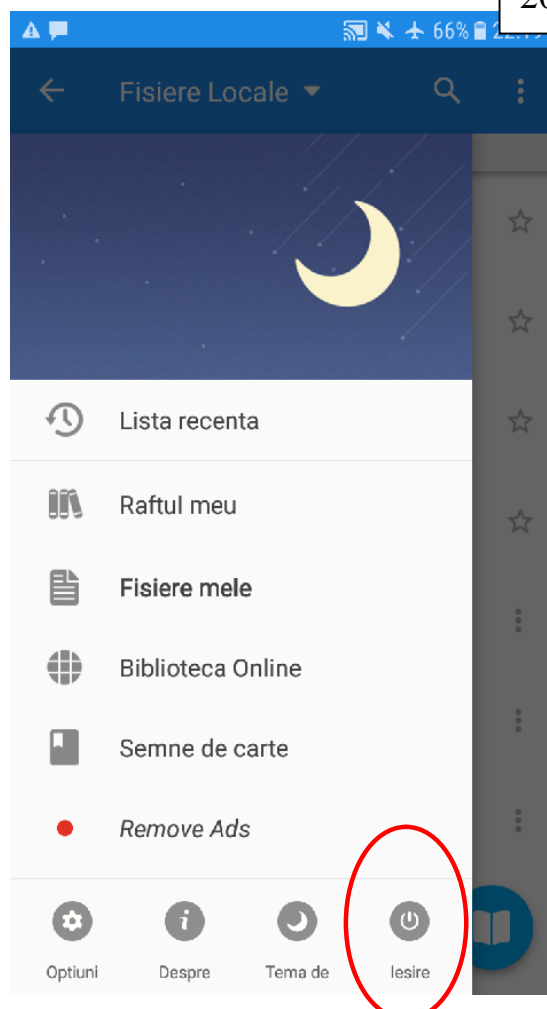 66%
Fisiere Locale
Lista recenta
Raftul meu
Fisiere mele
Biblioteca Online
Semne de carte
Remove Ads
Optiuni
Despre
Tema de
Iesire